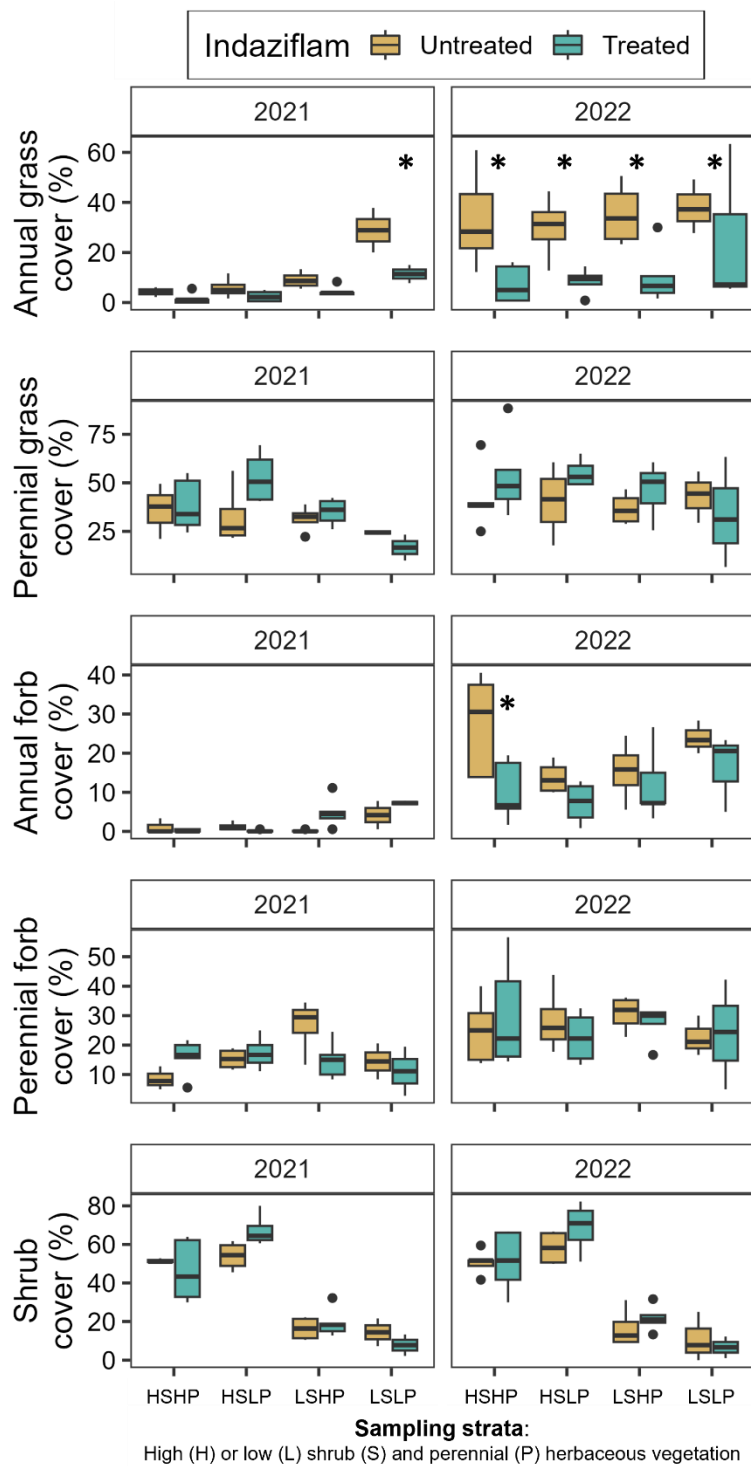 Indaziflam Untreated Treated
2021 2022
Annual grass
cover (%)
60
40
20
0
* * * * *
2021 2022
Perennial grass
cover (%)
75
50
25
2021 2022
Annual forb
cover (%)
40
30
20
10
0
*
2021 2022
Perennial forb
cover (%)
50
40
30
20
10
2021 2022
Shrub
cover (%)
80
60
40
20
0
HSHP HSLP LSHP LSLP HSHP HSLP LSHP LSLP
Sampling strata:
High (H) or low (L) shrub (S) and perennial (P) herbaceous vegetation